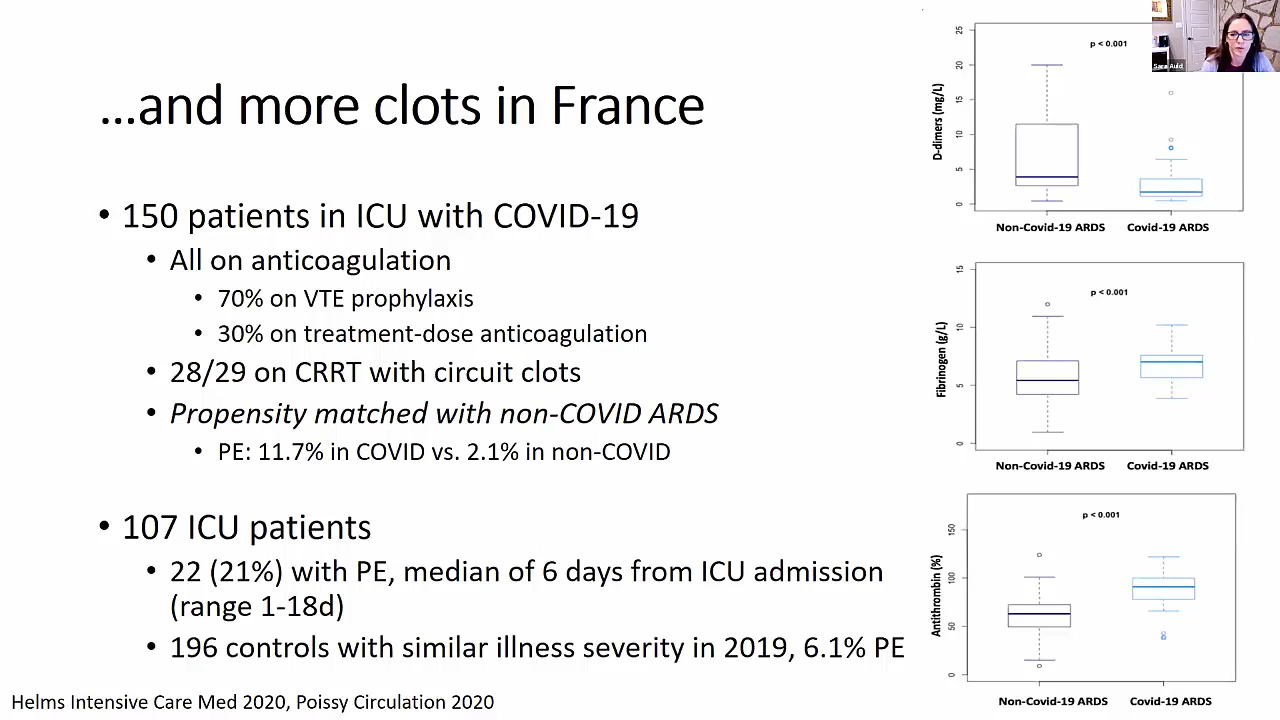 ...and more clots in France
• 150 patients in ICU with COVID-19
• All on anticoagulation
• 70% on VTE prophylaxis
• 30% on treatment-dose anticoagulation
• 28/29 on CRRT with circuit clots
• Propensity matched with non-COVID ARDS
• PE: 11.7% in COVID vs. 2.1% in non-COVID
• 107 ICU patients
• 22 (21%) with PE, median of 6 days from ICU admission
(range 1-18d)
• 196 controls with similar illness severity in 2019, 6.1% PE
Helms Intensive Care Med 2020, Poissy Circulation 2020
Sara Auld
p < 0.001
D-dimers (mg/L)
25
20
15
10
5
0
Non-Covid-19 ARDS Covid-19 ARDS
p < 0.001
Fibrinogen (g/L)
15
10
5
0
Non-Covid-19 ARDS Covid-19 ARDS
p < 0.001
Antithrombin (%)
150
100
50
0
Non-Covid-19 ARDS Covid-19 ARDS